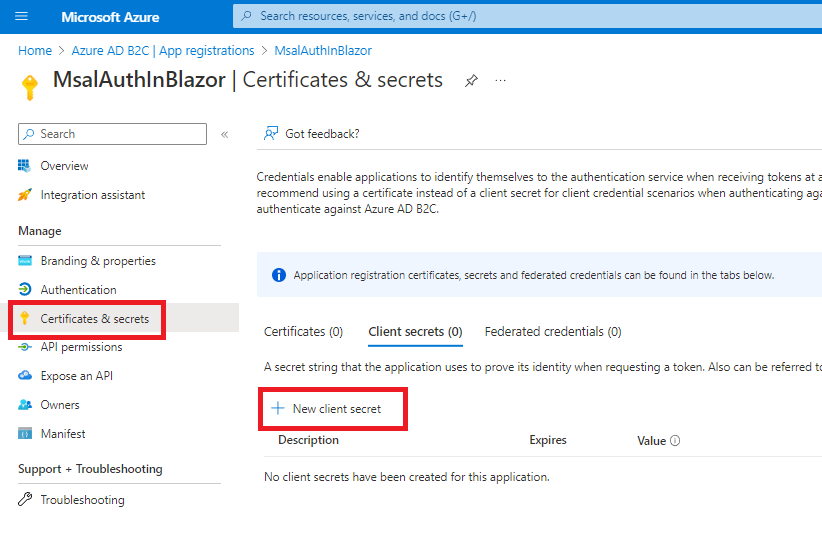 Microsoft Azure
Search resources, services, and docs (G+/)
Home > Azure AD B2C | App registrations > MsalAuthInBlazor
MsalAuthInBlazor | Certificates & secrets
Search
«
Overview
Integration assistant
Manage
Branding & properties
Authentication
Certificates & secrets
API permissions
Expose an API
Owners
Manifest
Support + Troubleshooting
Troubleshooting
Got feedback?
Credentials enable applications to identify themselves to the authentication service when receiving tokens at a
recommend using a certificate instead of a client secret for client credential scenarios when authenticating aga
authenticate against Azure AD B2C.
Application registration certificates, secrets and federated credentials can be found in the tabs below.
Certificates (0) Client secrets (0) Federated credentials (0)
A secret string that the application uses to prove its identity when requesting a token. Also can be referred to
New client secret
Description Expires Value
No client secrets have been created for this application.